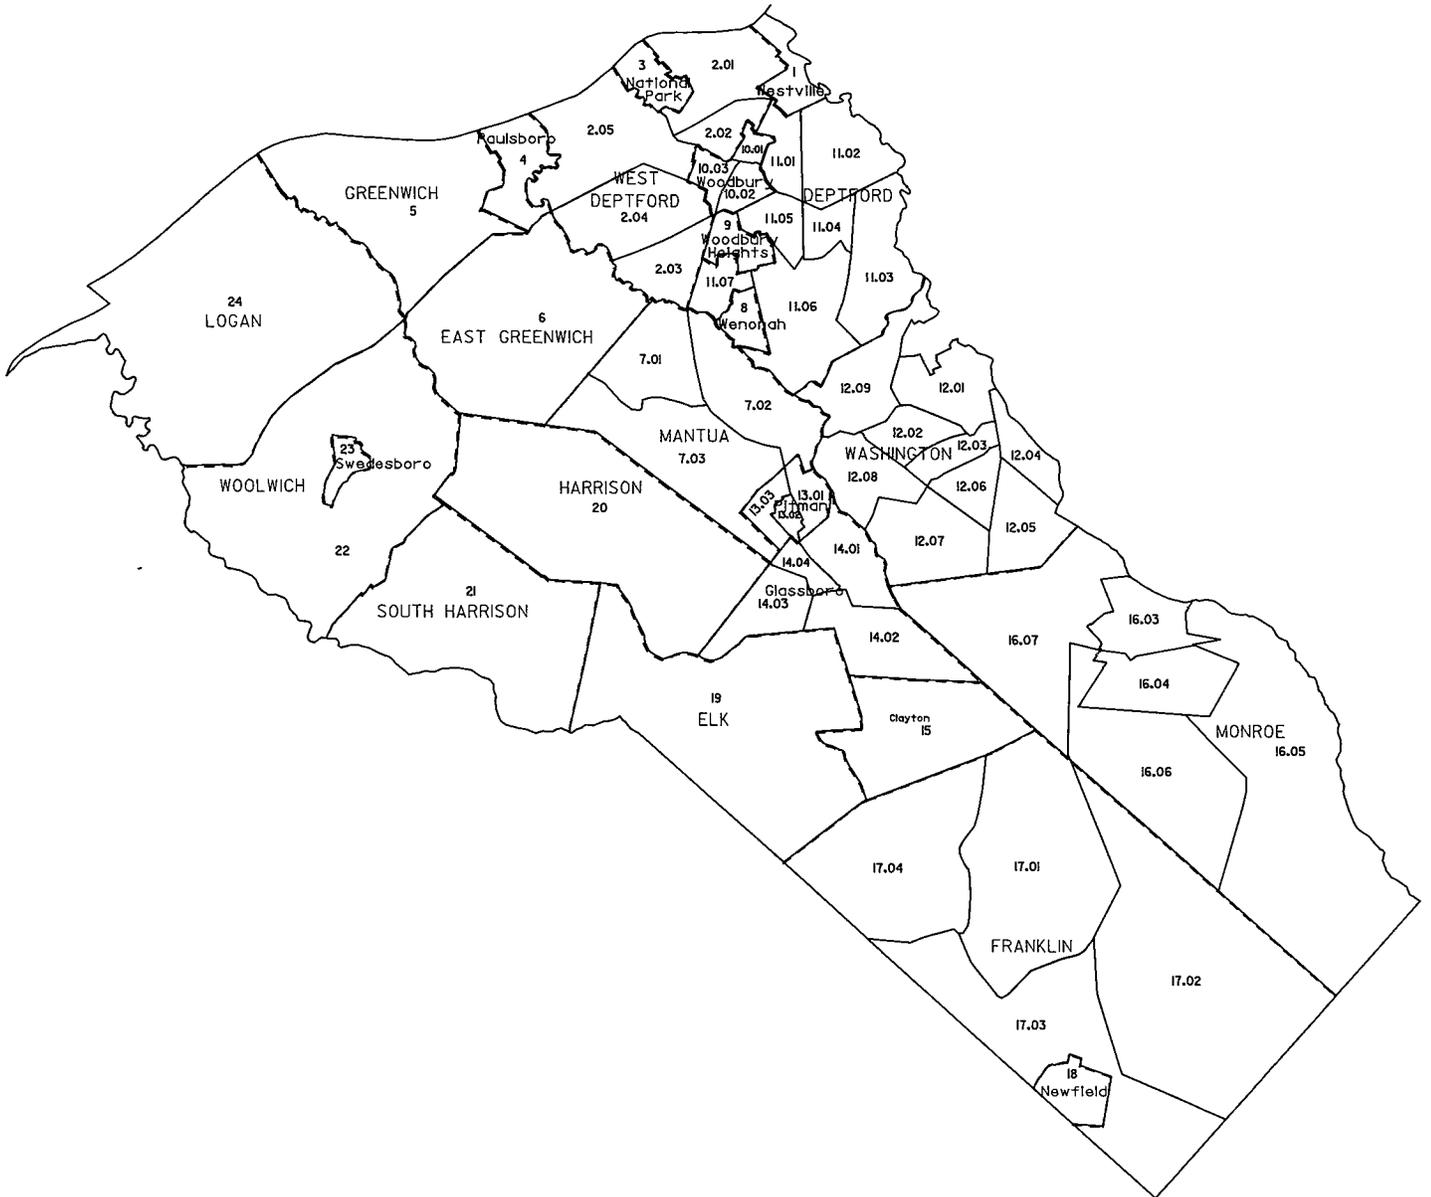 3
National
Park
2.01
1
Westville
2.05
2.02
10.01
Paulsboro
4
11.01
11.02
10.03
Woodbury
10.02
GREENWICH
5
WEST
DEPTFORD
2.04
DEPTFORD
11.05
11.04
9
Woodbury
Heights
2.03
11.07
11.03
24
LOGAN
6
EAST GREENWICH
8
Wenonah
11.06
7.01
7.02
12.09
12.01
MANTUA
7.03
12.02
12.03
WASHINGTON
12.04
12.08
12.06
23
Swedesboro
WOOLWICH
22
HARRISON
20
13.03
13.01
Pitman
13.02
12.05
12.07
14.01
14.04
Glassboro
14.03
14.02
21
SOUTH HARRISON
16.03
16.07
16.04
19
ELK
Clayton
15
MONROE
16.05
16.06
17.04
17.01
FRANKLIN
17.02
17.03
18
Newfield